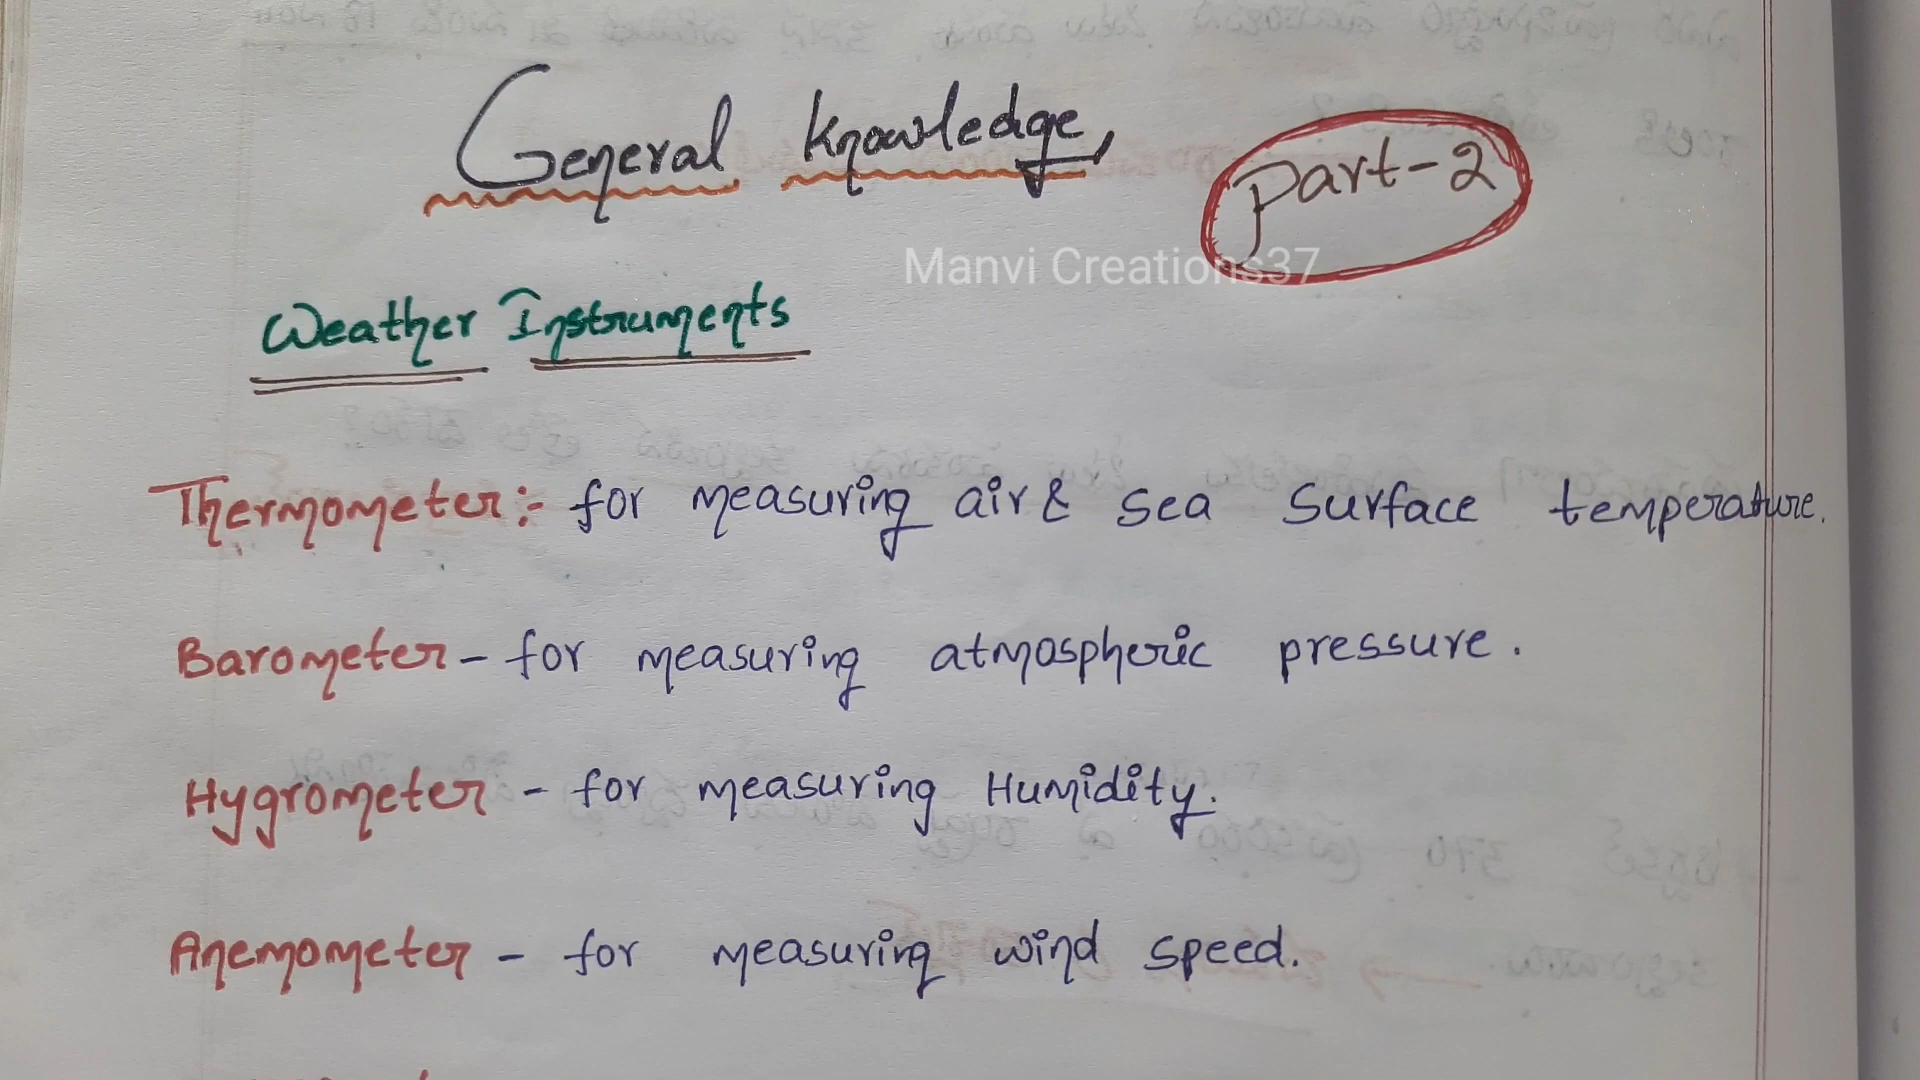 General Knowledge,
Part-2
Manvi Creations37
Weather Instruments
Thermometer:- for measuring air & sea surface temperature.
Barometer - for measuring atmospheric pressure.
Hygrometer - for measuring Humidity.
Anemometer - for measuring wind speed.